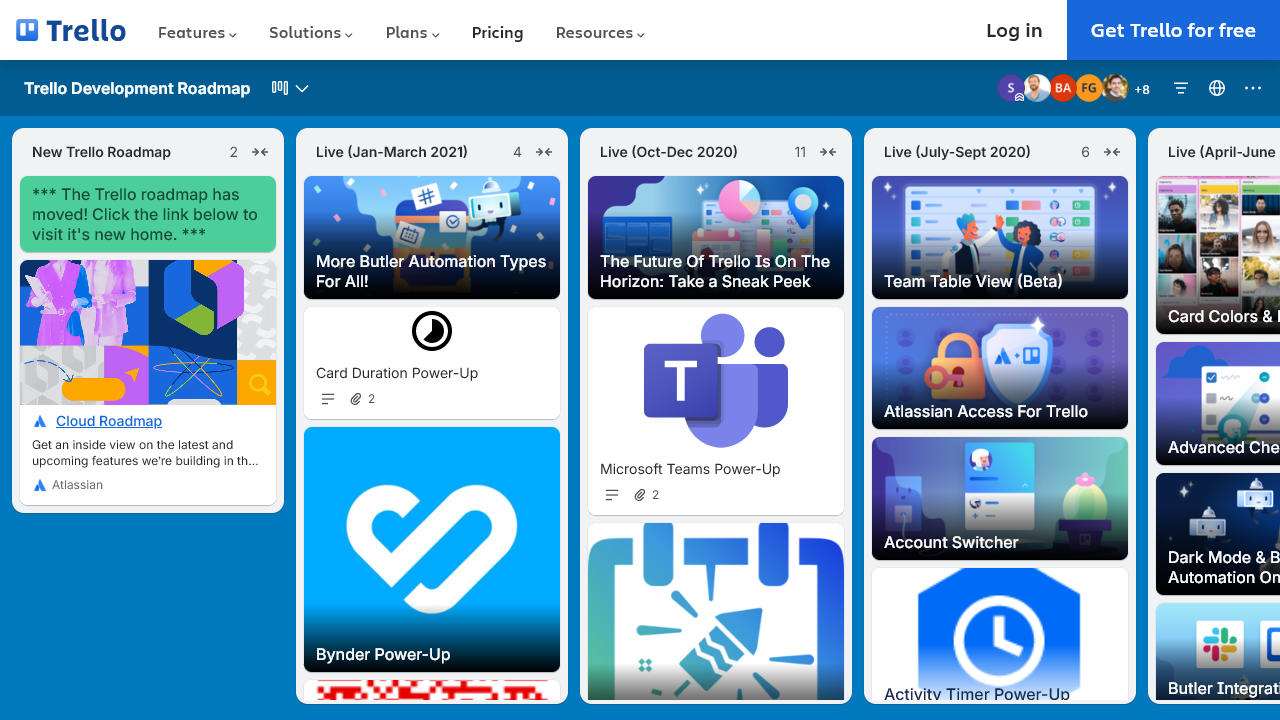 Trello
Features
Solutions
Plans
Pricing
Resources
Log in
Get Trello for free
Trello Development Roadmap
S
BA
FG
+8
New Trello Roadmap
2
*** The Trello roadmap has
moved! Click the link below to
visit it's new home. ***
Cloud Roadmap
Get an inside view on the latest and
upcoming features we're building in th...
Atlassian
Live (Jan-March 2021)
4
More Butler Automation Types
For All!
Card Duration Power-Up
2
Bynder Power-Up
Live (Oct-Dec 2020)
11
The Future Of Trello Is On The
Horizon: Take a Sneak Peek
T
Microsoft Teams Power-Up
2
Live (July-Sept 2020)
6
Team Table View (Beta)
Atlassian Access For Trello
Account Switcher
Activity Timer Power-Up
Live (April-June
Card Colors &
Advanced Che
Dark Mode & B
Automation On
Butler Integrati